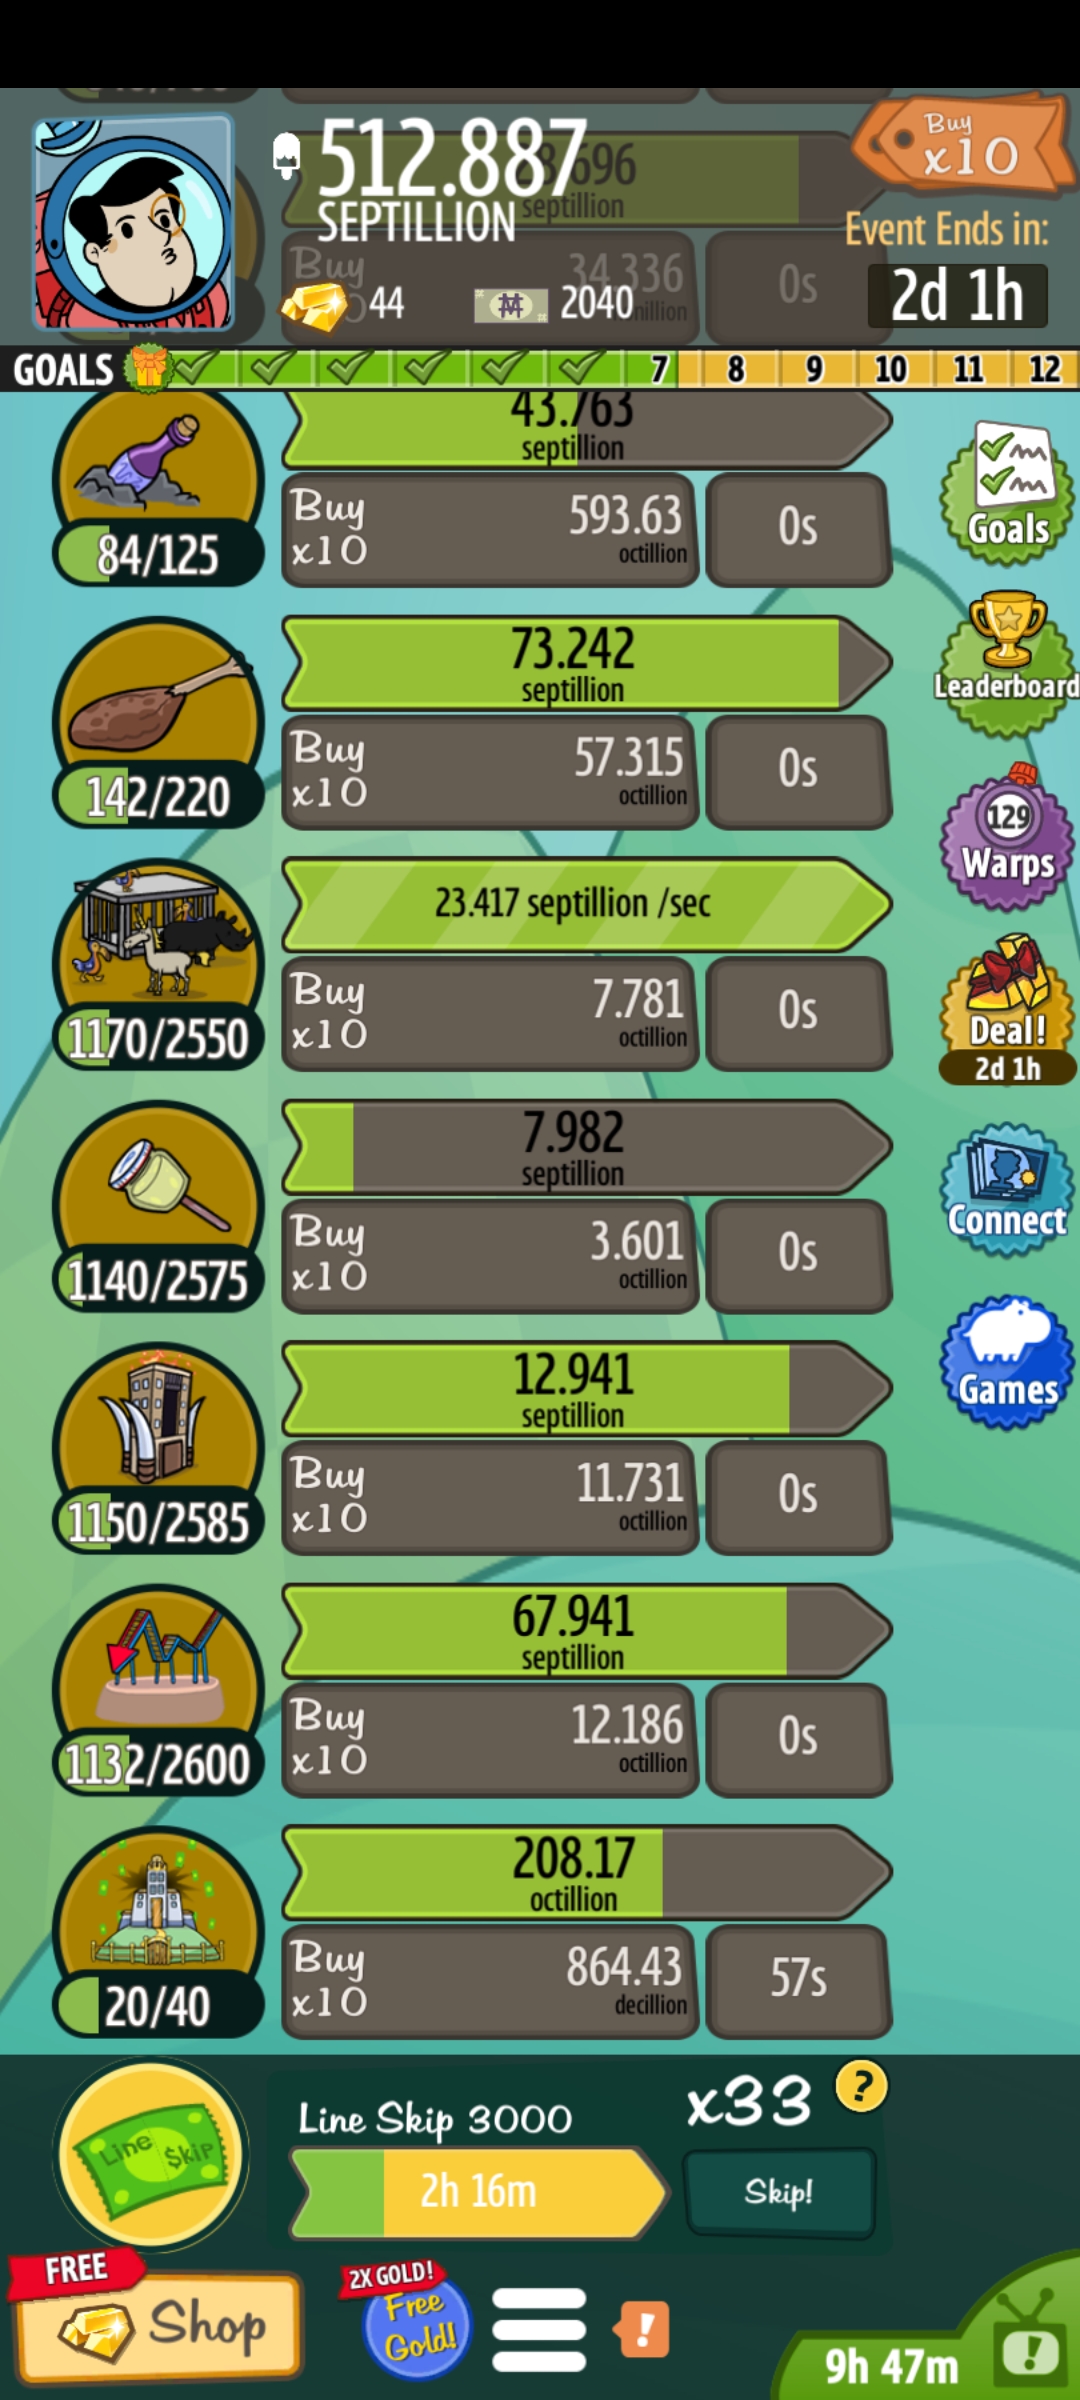 512.887
SEPTILLION
Buy
x10
Event Ends in:
2d 1h
septillion
Buy
34.336
0s
44
2040
GOALS
7
8
9
10
11
12
43.763
septillion
84/125
Buy
x10
593.63
octillion
0s
Goals
73.242
septillion
142/220
Buy
x10
57.315
octillion
0s
Leaderboard
23.417 septillion /sec
1170/2550
Buy
x10
7.781
octillion
0s
129
Warps
Deal!
2d 1h
7.982
septillion
1140/2575
Buy
x10
3.601
octillion
0s
Connect
12.941
septillion
1150/2585
Buy
x10
11.731
octillion
0s
Games
67.941
septillion
1132/2600
Buy
x10
12.186
octillion
0s
208.17
octillion
20/40
Buy
x10
864.43
decillion
57s
Line $kip
Line Skip 3000
x33
?
2h 16m
Skip!
FREE
Shop
2X GOLD!
Free
Gold!
!
9h 47m
!